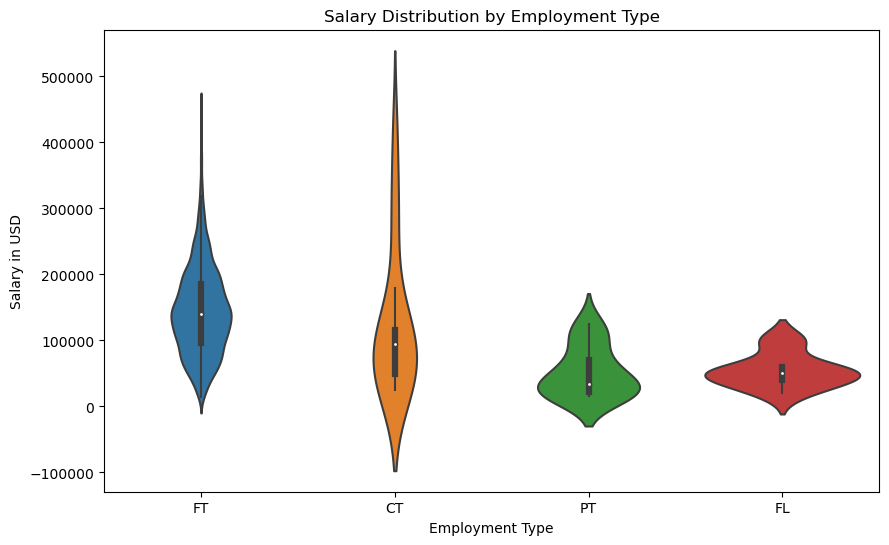 Salary Distribution by Employment Type
Salary in USD
500000
400000
300000
200000
100000
0
−100000
FT CT PT FL
Employment Type